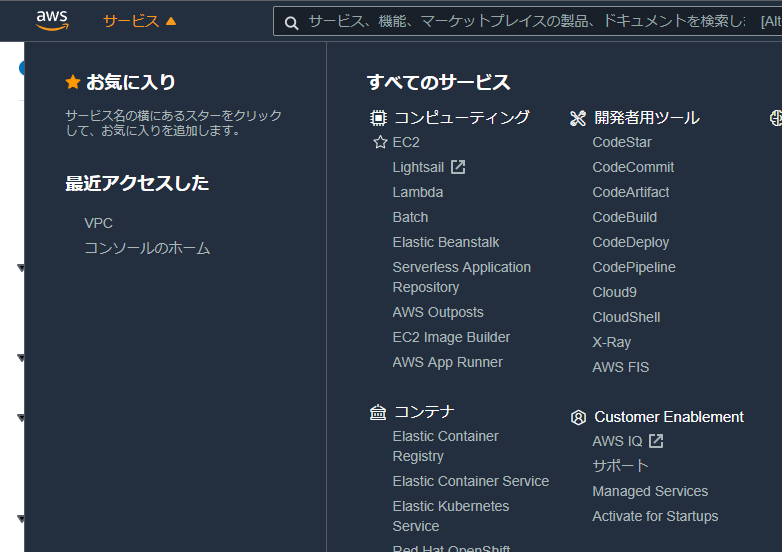 aws
サービス ▲
サービス、機能、マーケットプレイスの製品、ドキュメントを検索し
[Alt
お気に入り
サービス名の横にあるスターをクリック
して、お気に入りを追加します。
最近アクセスした
VPC
コンソールのホーム
すべてのサービス
コンピューティング
EC2
Lightsail
Lambda
Batch
Elastic Beanstalk
Serverless Application
Repository
AWS Outposts
EC2 Image Builder
AWS App Runner
コンテナ
Elastic Container
Registry
Elastic Container Service
Elastic Kubernetes
Service
Red Hat OpenShift
開発者用ツール
CodeStar
CodeCommit
CodeArtifact
CodeBuild
CodeDeploy
CodePipeline
Cloud9
CloudShell
X-Ray
AWS FIS
Customer Enablement
AWS IQ
サポート
Managed Services
Activate for Startups